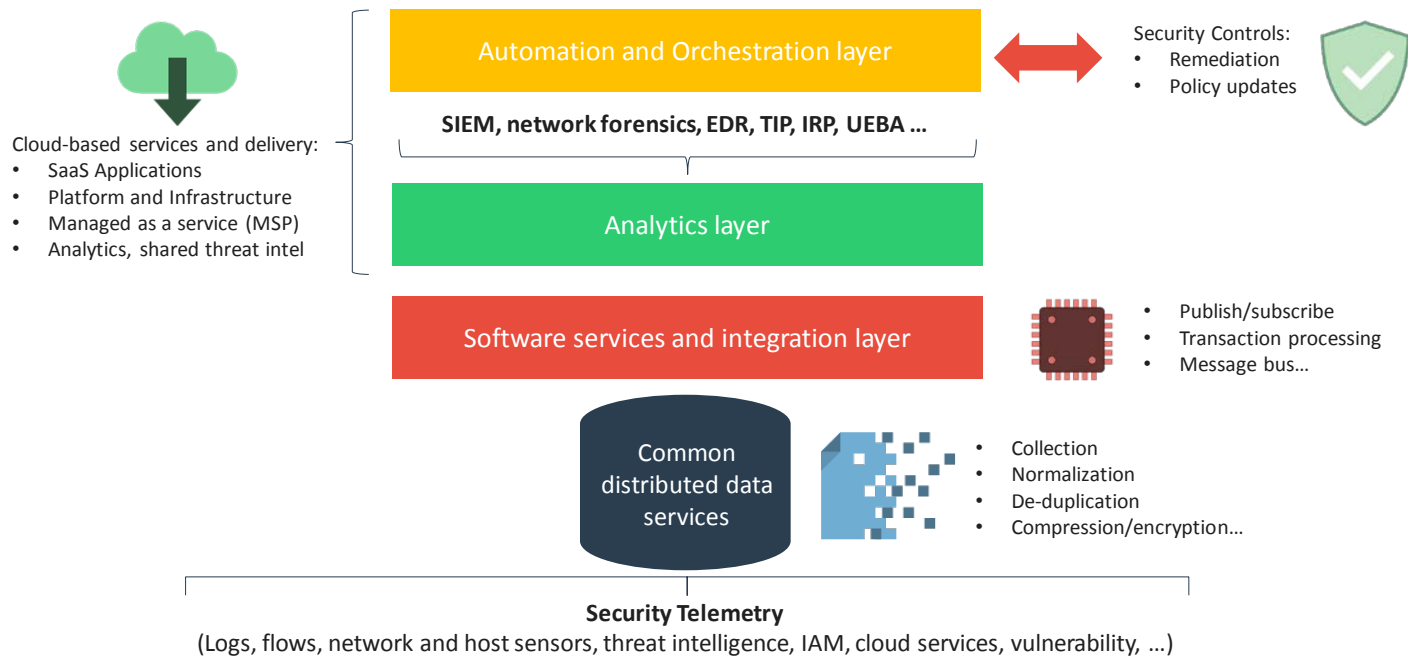 Automation and Orchestration layer
Security Controls:
• Remediation
• Policy updates
SIEM, network forensics, EDR, TIP, IRP, UEBA …
Cloud-based services and delivery:
• SaaS Applications
• Platform and Infrastructure
• Managed as a service (MSP)
• Analytics, shared threat intel
Analytics layer
Software services and integration layer
• Publish/subscribe
• Transaction processing
• Message bus…
Common
distributed data
services
• Collection
• Normalization
• De-duplication
• Compression/encryption…
Security Telemetry
(Logs, flows, network and host sensors, threat intelligence, IAM, cloud services, vulnerability, …)